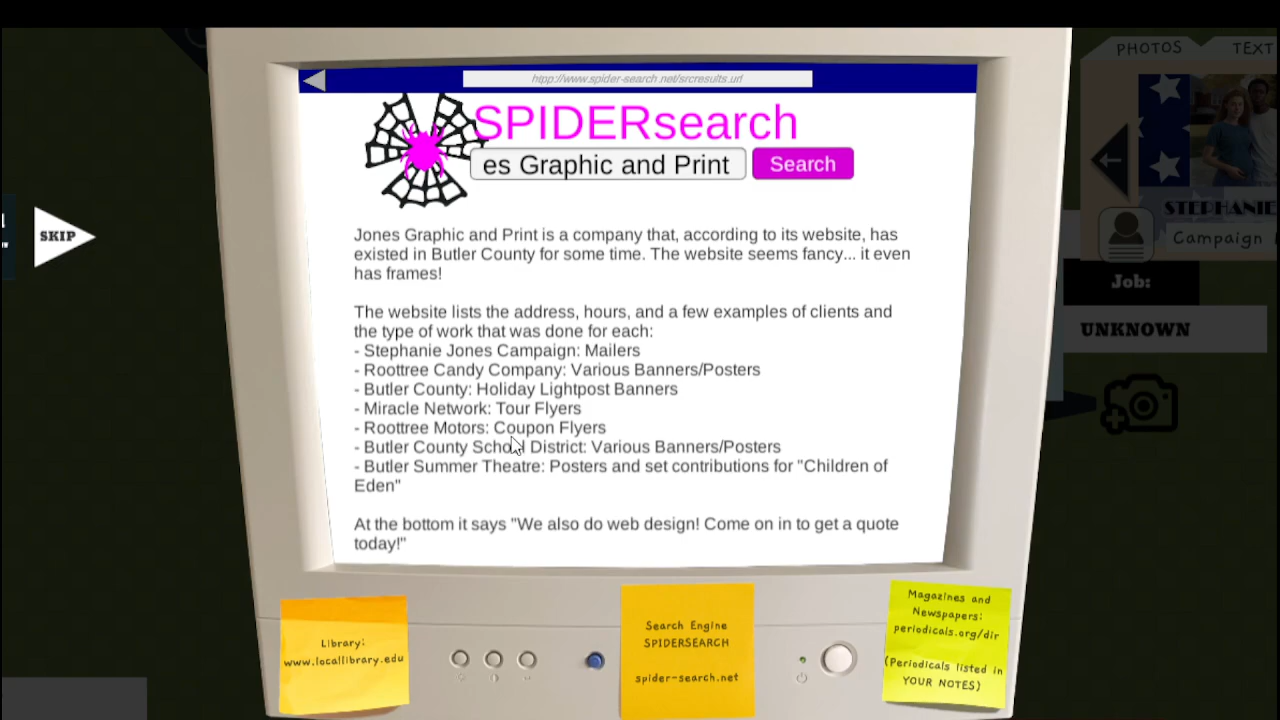 PHOTOS
TEXT
htpp://www.spider-search.net/srcresults.url
SPIDERsearch
es Graphic and Print
Search
SKIP
STEPHANIE
Campaign
Job:
UNKNOWN
Jones Graphic and Print is a company that, according to its website, has
existed in Butler County for some time. The website seems fancy... it even
has frames!
The website lists the address, hours, and a few examples of clients and
the type of work that was done for each:
- Stephanie Jones Campaign: Mailers
- Roottree Candy Company: Various Banners/Posters
- Butler County: Holiday Lightpost Banners
- Miracle Network: Tour Flyers
- Roottree Motors: Coupon Flyers
- Butler County School District: Various Banners/Posters
- Butler Summer Theatre: Posters and set contributions for "Children of
Eden"
At the bottom it says "We also do web design! Come on in to get a quote
today!"
Library:
www.locallibrary.edu
Search Engine
SPIDERSEARCH
spider-search.net
Magazines and
Newspapers:
periodicals.org/dir
(Periodicals listed in
YOUR NOTES)